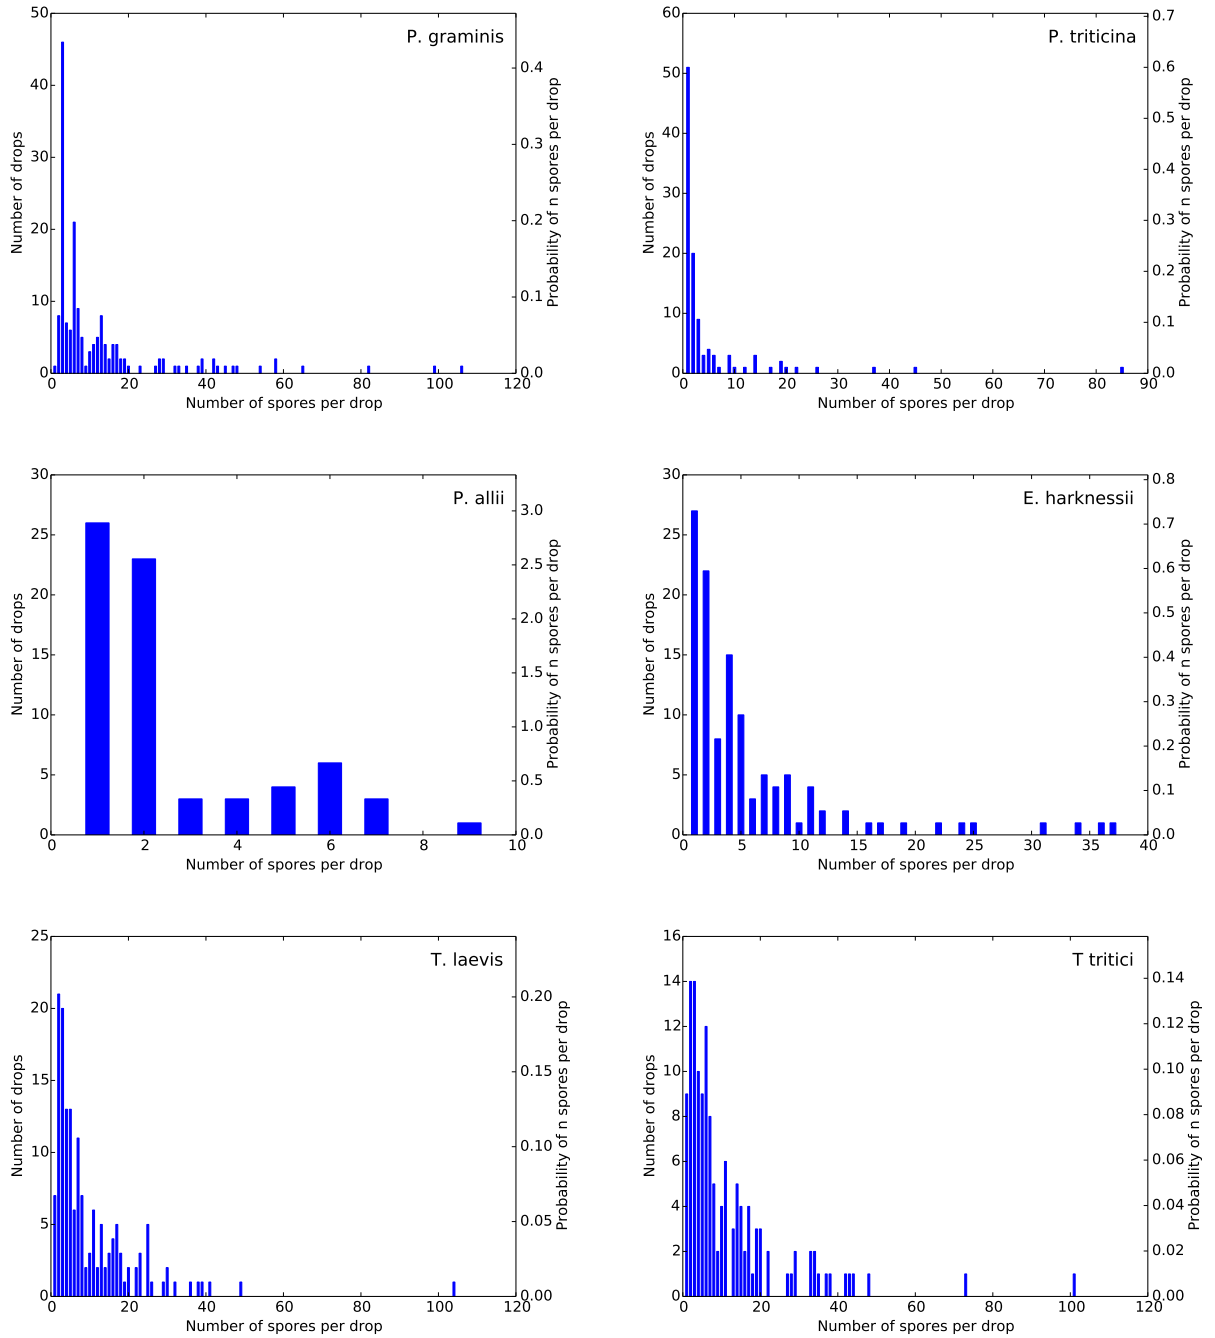 P. graminis
50
40
30
20
10
0
0.4
0.3
0.2
0.1
0.0
0 20 40 60 80 100 120
Number of drops
Probability of n spores per drop
Number of spores per drop
P. triticina
60
50
40
30
20
10
0
0.7
0.6
0.5
0.4
0.3
0.2
0.1
0.0
0 10 20 30 40 50 60 70 80 90
Number of drops
Probability of n spores per drop
Number of spores per drop
P. allii
30
25
20
15
10
5
0
3.0
2.5
2.0
1.5
1.0
0.5
0.0
0 2 4 6 8 10
Number of drops
Probability of n spores per drop
Number of spores per drop
E. harknessii
30
25
20
15
10
5
0
0.8
0.7
0.6
0.5
0.4
0.3
0.2
0.1
0.0
0 5 10 15 20 25 30 35 40
Number of drops
Probability of n spores per drop
Number of spores per drop
T. laevis
25
20
15
10
5
0
0.20
0.15
0.10
0.05
0.00
0 20 40 60 80 100 120
Number of drops
Probability of n spores per drop
Number of spores per drop
T tritici
16
14
12
10
8
6
4
2
0
0.14
0.12
0.10
0.08
0.06
0.04
0.02
0.00
0 20 40 60 80 100 120
Number of drops
Probability of n spores per drop
Number of spores per drop